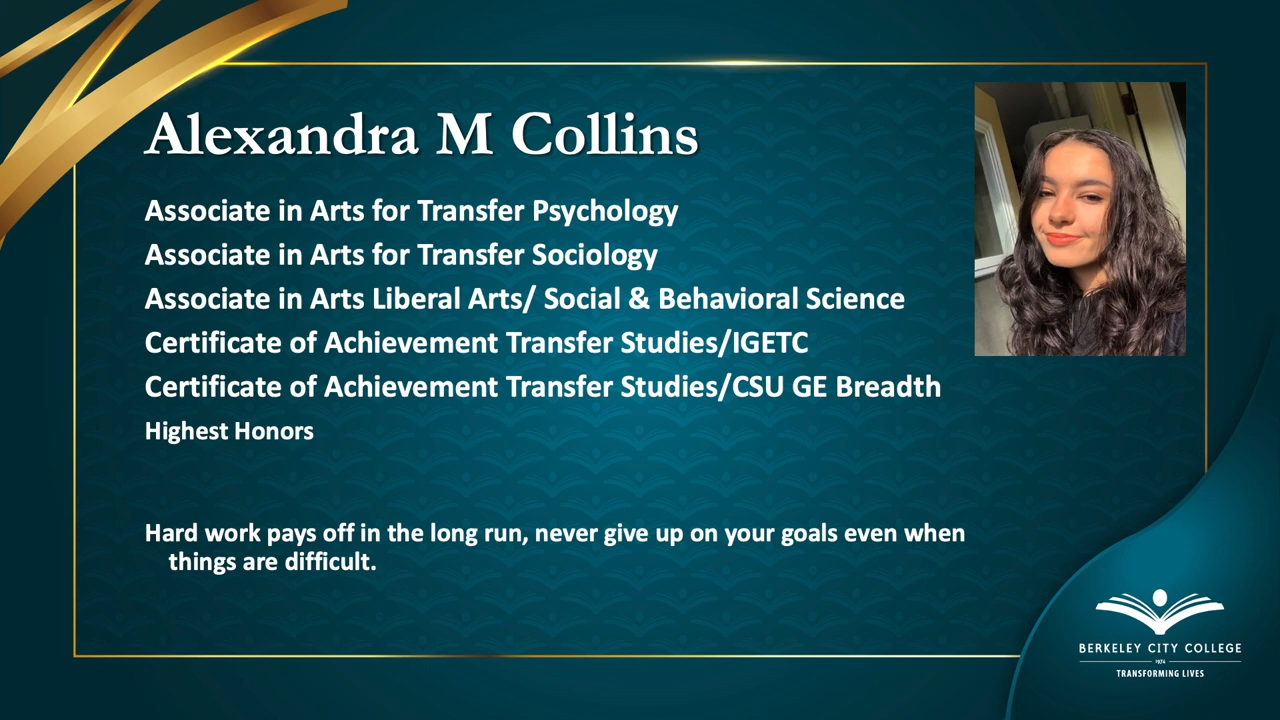 Alexandra M Collins
Associate in Arts for Transfer Psychology
Associate in Arts for Transfer Sociology
Associate in Arts Liberal Arts/ Social & Behavioral Science
Certificate of Achievement Transfer Studies/IGETC
Certificate of Achievement Transfer Studies/CSU GE Breadth
Highest Honors
Hard work pays off in the long run, never give up on your goals even when
things are difficult.
BERKELEY CITY COLLEGE
1974
TRANSFORMING LIVES